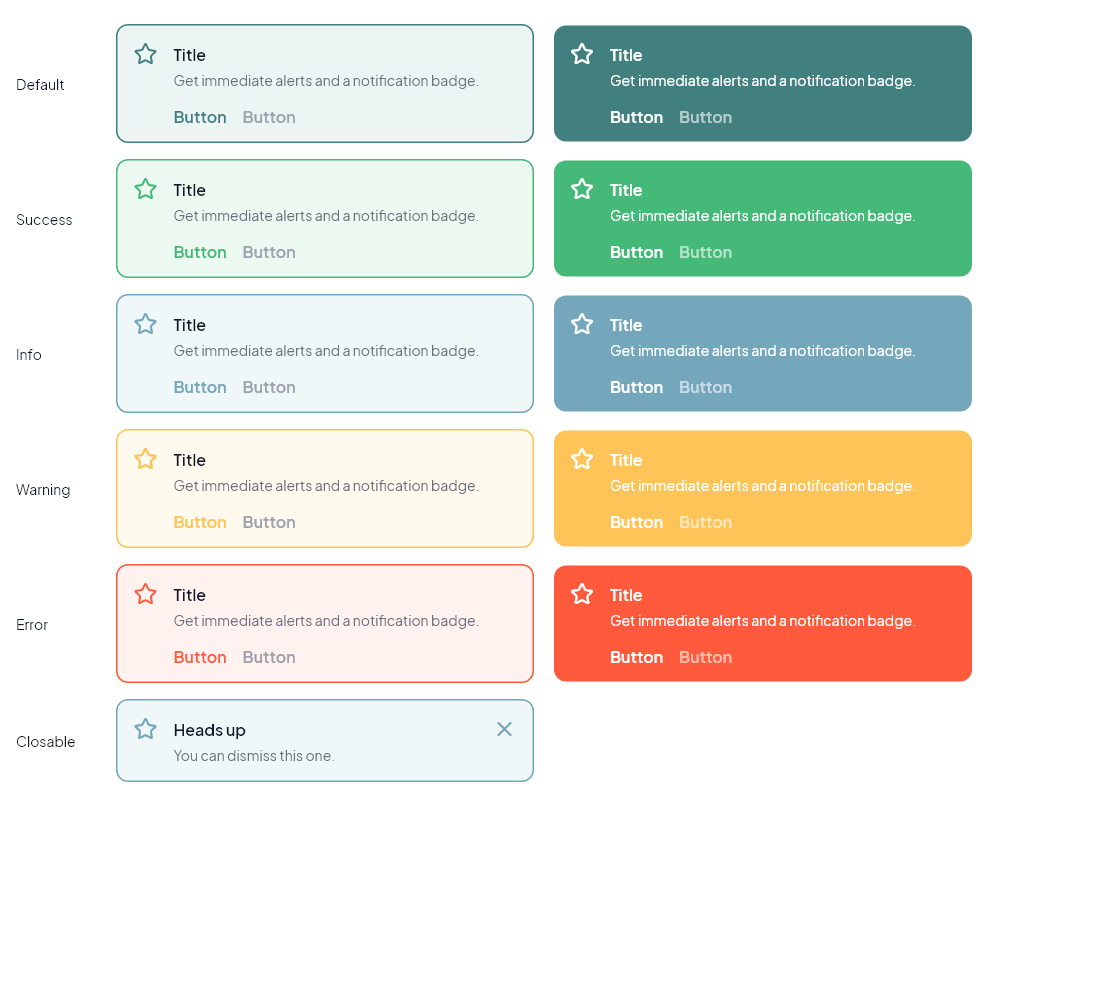 Default
Title
Get immediate alerts and a notification badge.
Button Button
Title
Get immediate alerts and a notification badge.
Button Button
Success
Title
Get immediate alerts and a notification badge.
Button Button
Title
Get immediate alerts and a notification badge.
Button Button
Info
Title
Get immediate alerts and a notification badge.
Button Button
Title
Get immediate alerts and a notification badge.
Button Button
Warning
Title
Get immediate alerts and a notification badge.
Button Button
Title
Get immediate alerts and a notification badge.
Button Button
Error
Title
Get immediate alerts and a notification badge.
Button Button
Title
Get immediate alerts and a notification badge.
Button Button
Closable
Heads up
You can dismiss this one.